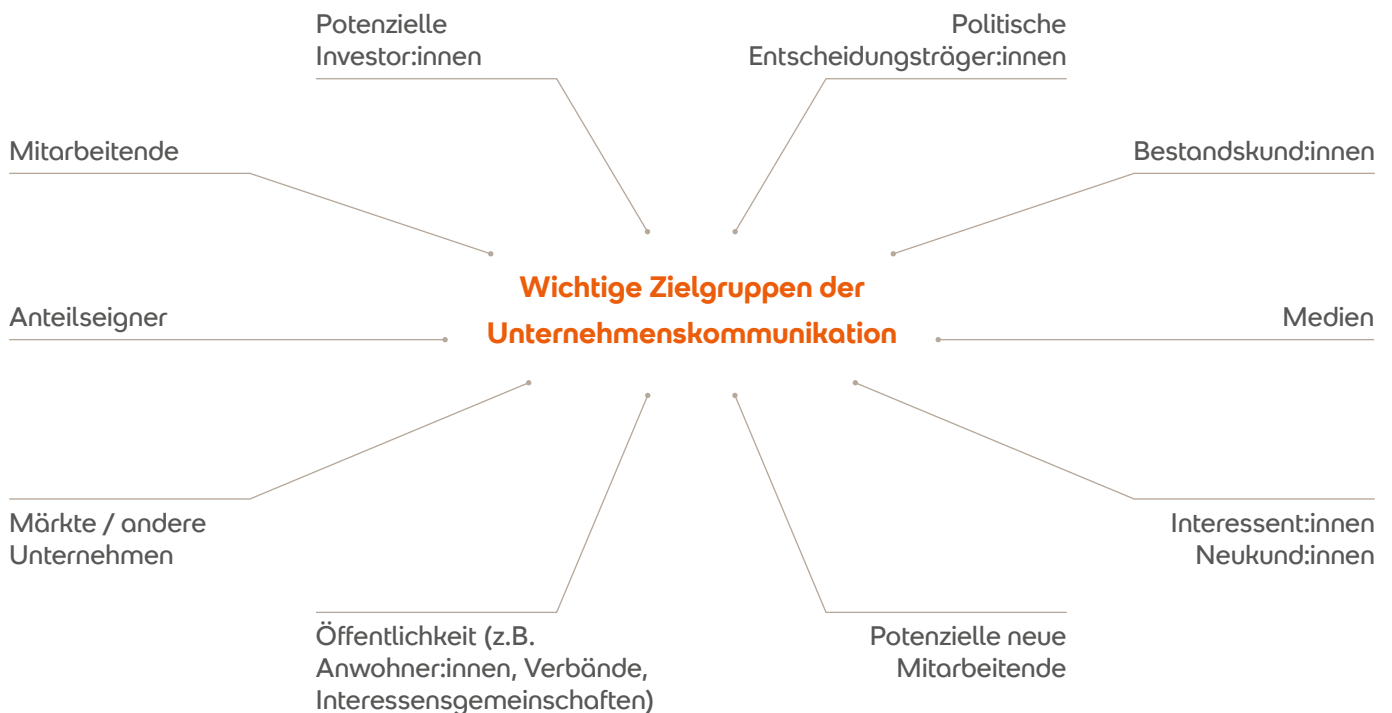 Potenzielle
Investor:innen
Politische
Entscheidungsträger:innen
Mitarbeitende
Bestandskund:innen
Wichtige Zielgruppen der
Unternehmenskommunikation
Anteilseigner
Medien
Märkte / andere
Unternehmen
Interessent:innen
Neukund:innen
Öffentlichkeit (z.B.
Anwohner:innen, Verbände,
Interessensgemeinschaften)
Potenzielle neue
Mitarbeitende